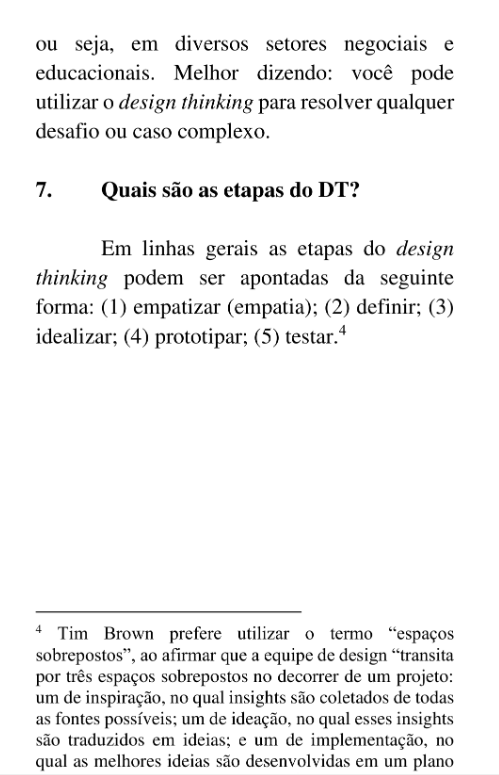 ou seja, em diversos setores negociais e
educacionais. Melhor dizendo: você pode
utilizar o design thinking para resolver qualquer
desafio ou caso complexo.
7. Quais são as etapas do DT?
Em linhas gerais as etapas do design
thinking podem ser apontadas da seguinte
forma: (1) empatizar (empatia); (2) definir; (3)
idealizar; (4) prototipar; (5) testar.4
4 Tim Brown prefere utilizar o termo “espaços
sobrepostos”, ao afirmar que a equipe de design “transita
por três espaços sobrepostos no decorrer de um projeto:
um de inspiração, no qual insights são coletados de todas
as fontes possíveis; um de ideação, no qual esses insights
são traduzidos em ideias; e um de implementação, no
qual as melhores ideias são desenvolvidas em um plano